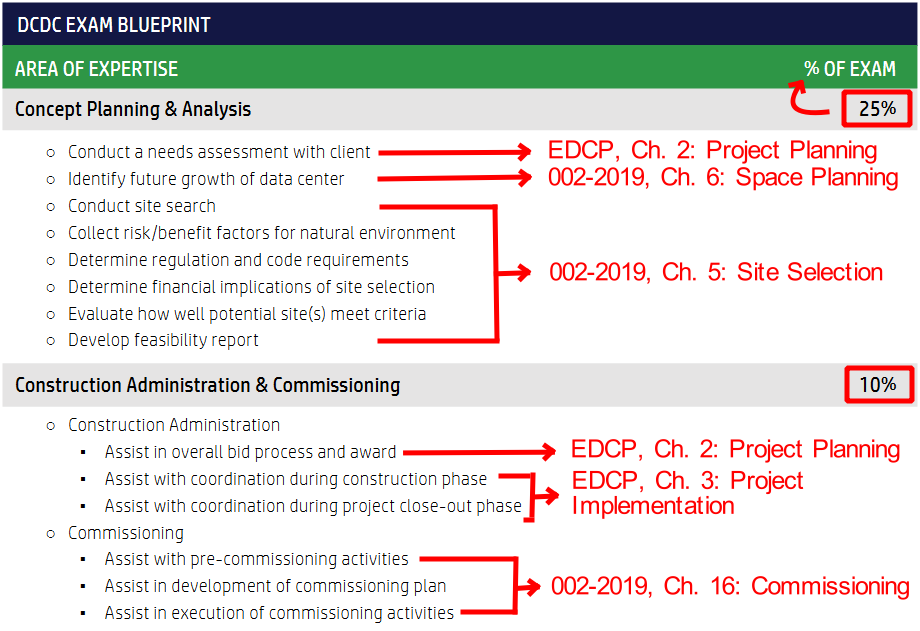 DCDC EXAM BLUEPRINT
AREA OF EXPERTISE % OF EXAM
Concept Planning & Analysis 25%
○ Conduct a needs assessment with client EDCP, Ch. 2: Project Planning
○ Identify future growth of data center 002-2019, Ch. 6: Space Planning
○ Conduct site search
○ Collect risk/benefit factors for natural environment
○ Determine regulation and code requirements
002-2019, Ch. 5: Site Selection
○ Determine financial implications of site selection
○ Evaluate how well potential site(s) meet criteria
○ Develop feasibility report
Construction Administration & Commissioning 10%
○ Construction Administration
▪ Assist in overall bid process and award EDCP, Ch. 2: Project Planning
▪ Assist with coordination during construction phase EDCP, Ch. 3: Project
▪ Assist with coordination during project close-out phase Implementation
○ Commissioning
▪ Assist with pre-commissioning activities
▪ Assist in development of commissioning plan 002-2019, Ch. 16: Commissioning
▪ Assist in execution of commissioning activities